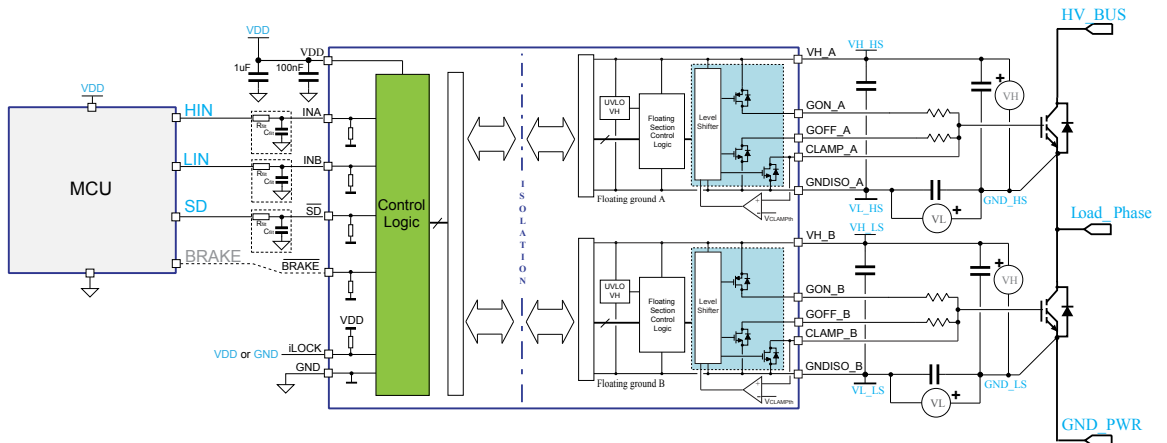 HV_BUS
VDD
VDD
1uF
100nF
VH_A
VH_HS
VDD
UVLO
VH
Floating
Section
Control
Logic
Level
Shifter
VH
HIN
INA
GON_A
GOFF_A
CLAMP_A
LIN
INB
MCU
I S O L A T I O N
GNDISO_A
GND_HS
Control
Logic
Floating ground A
VCLAMPth
VL_HS
VL
SD
SD
Load_Phase
VH_B
VH_LS
BRAKE
BRAKE
UVLO
VH
Floating
Section
Control
Logic
Level
Shifter
VH
GON_B
GOFF_B
CLAMP_B
VDD
VDD or GND
iLOCK
GND
GNDISO_B
GND_LS
Floating ground B
VCLAMPth
VL_LS
VL
GND_PWR